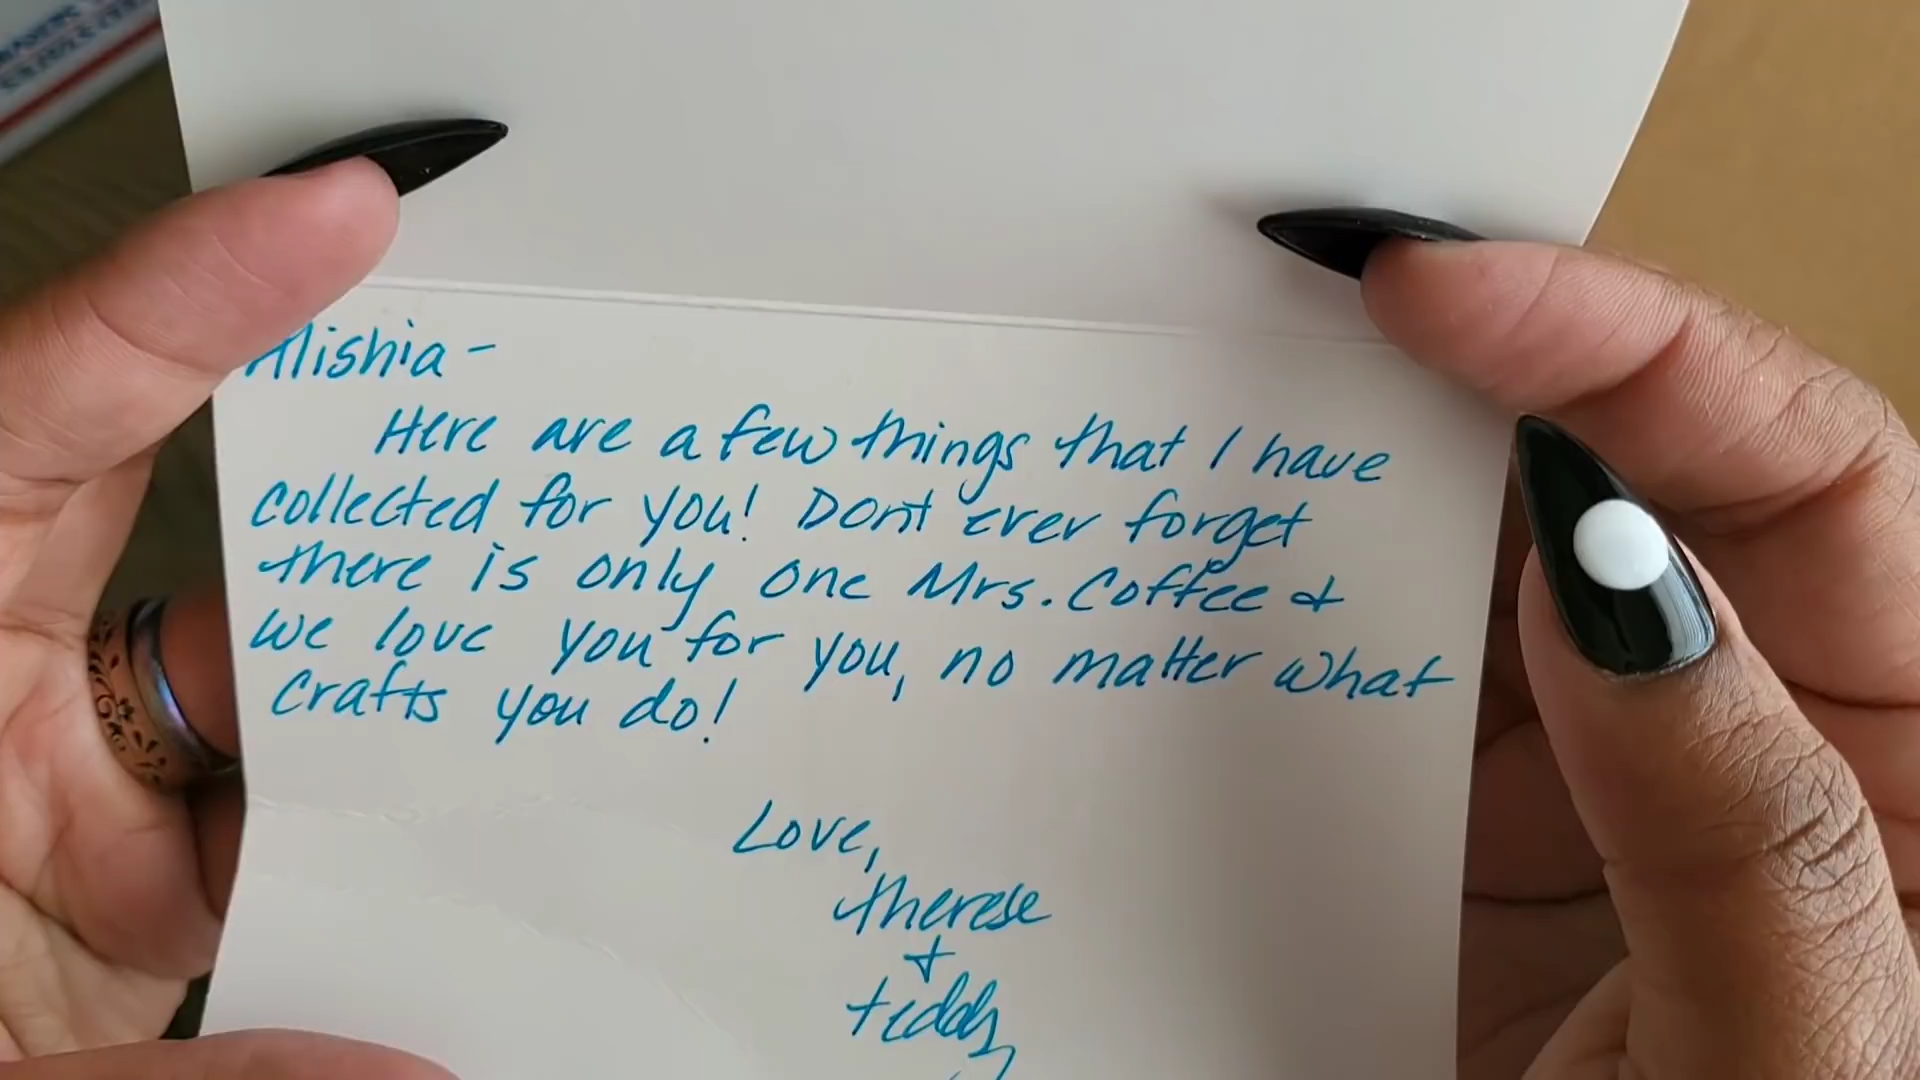 Alishia -
Here are a few things that I have
collected for you! Dont ever forget
there is only one Mrs. Coffee &
we love you for you, no matter what
crafts you do!
Love,
Therese
+
Teddy